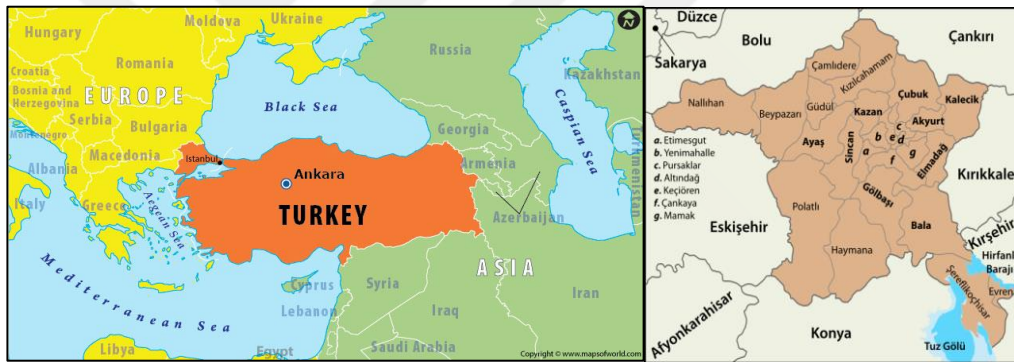 Hungary
Moldova
Ukraine
Romania
Croatia
Bosnia and
Herzegovina
EUROPE
Serbia
Bulgaria
Montenegro
Macedonia
Albania
Italy
Greece
Aegean Sea
Mediterranean Sea
Black Sea
Istanbul
Ankara
TURKEY
Russia
Kazakhstan
Caspian Sea
Georgia
Armenia
Azerbaijan
Turkmenistan
ASIA
Cyprus
Lebanon
Syria
Iraq
Iran
Libya
Egypt
Saudi Arabia
Copyright © www.mapsofworld.com
Düzce
Bolu
Sakarya
Çankırı
Çamlıdere
Kızılcahamam
Nallıhan
Beypazarı
Güdül
Kazan
Çubuk
Kalecik
Akyurt
Ayaş
Sincan
a
b
c
d
e
f
g
Elmadağ
a. Etimesgut
b. Yenimahalle
c. Pursaklar
d. Altındağ
e. Keçiören
f. Çankaya
g. Mamak
Kırıkkale
Gölbaşı
Polatlı
Bala
Eskişehir
Haymana
Kırşehir
Hirfanlı
Barajı
Şereflikoçhisar
Evren
Afyonkarahisar
Konya
Tuz Gölü